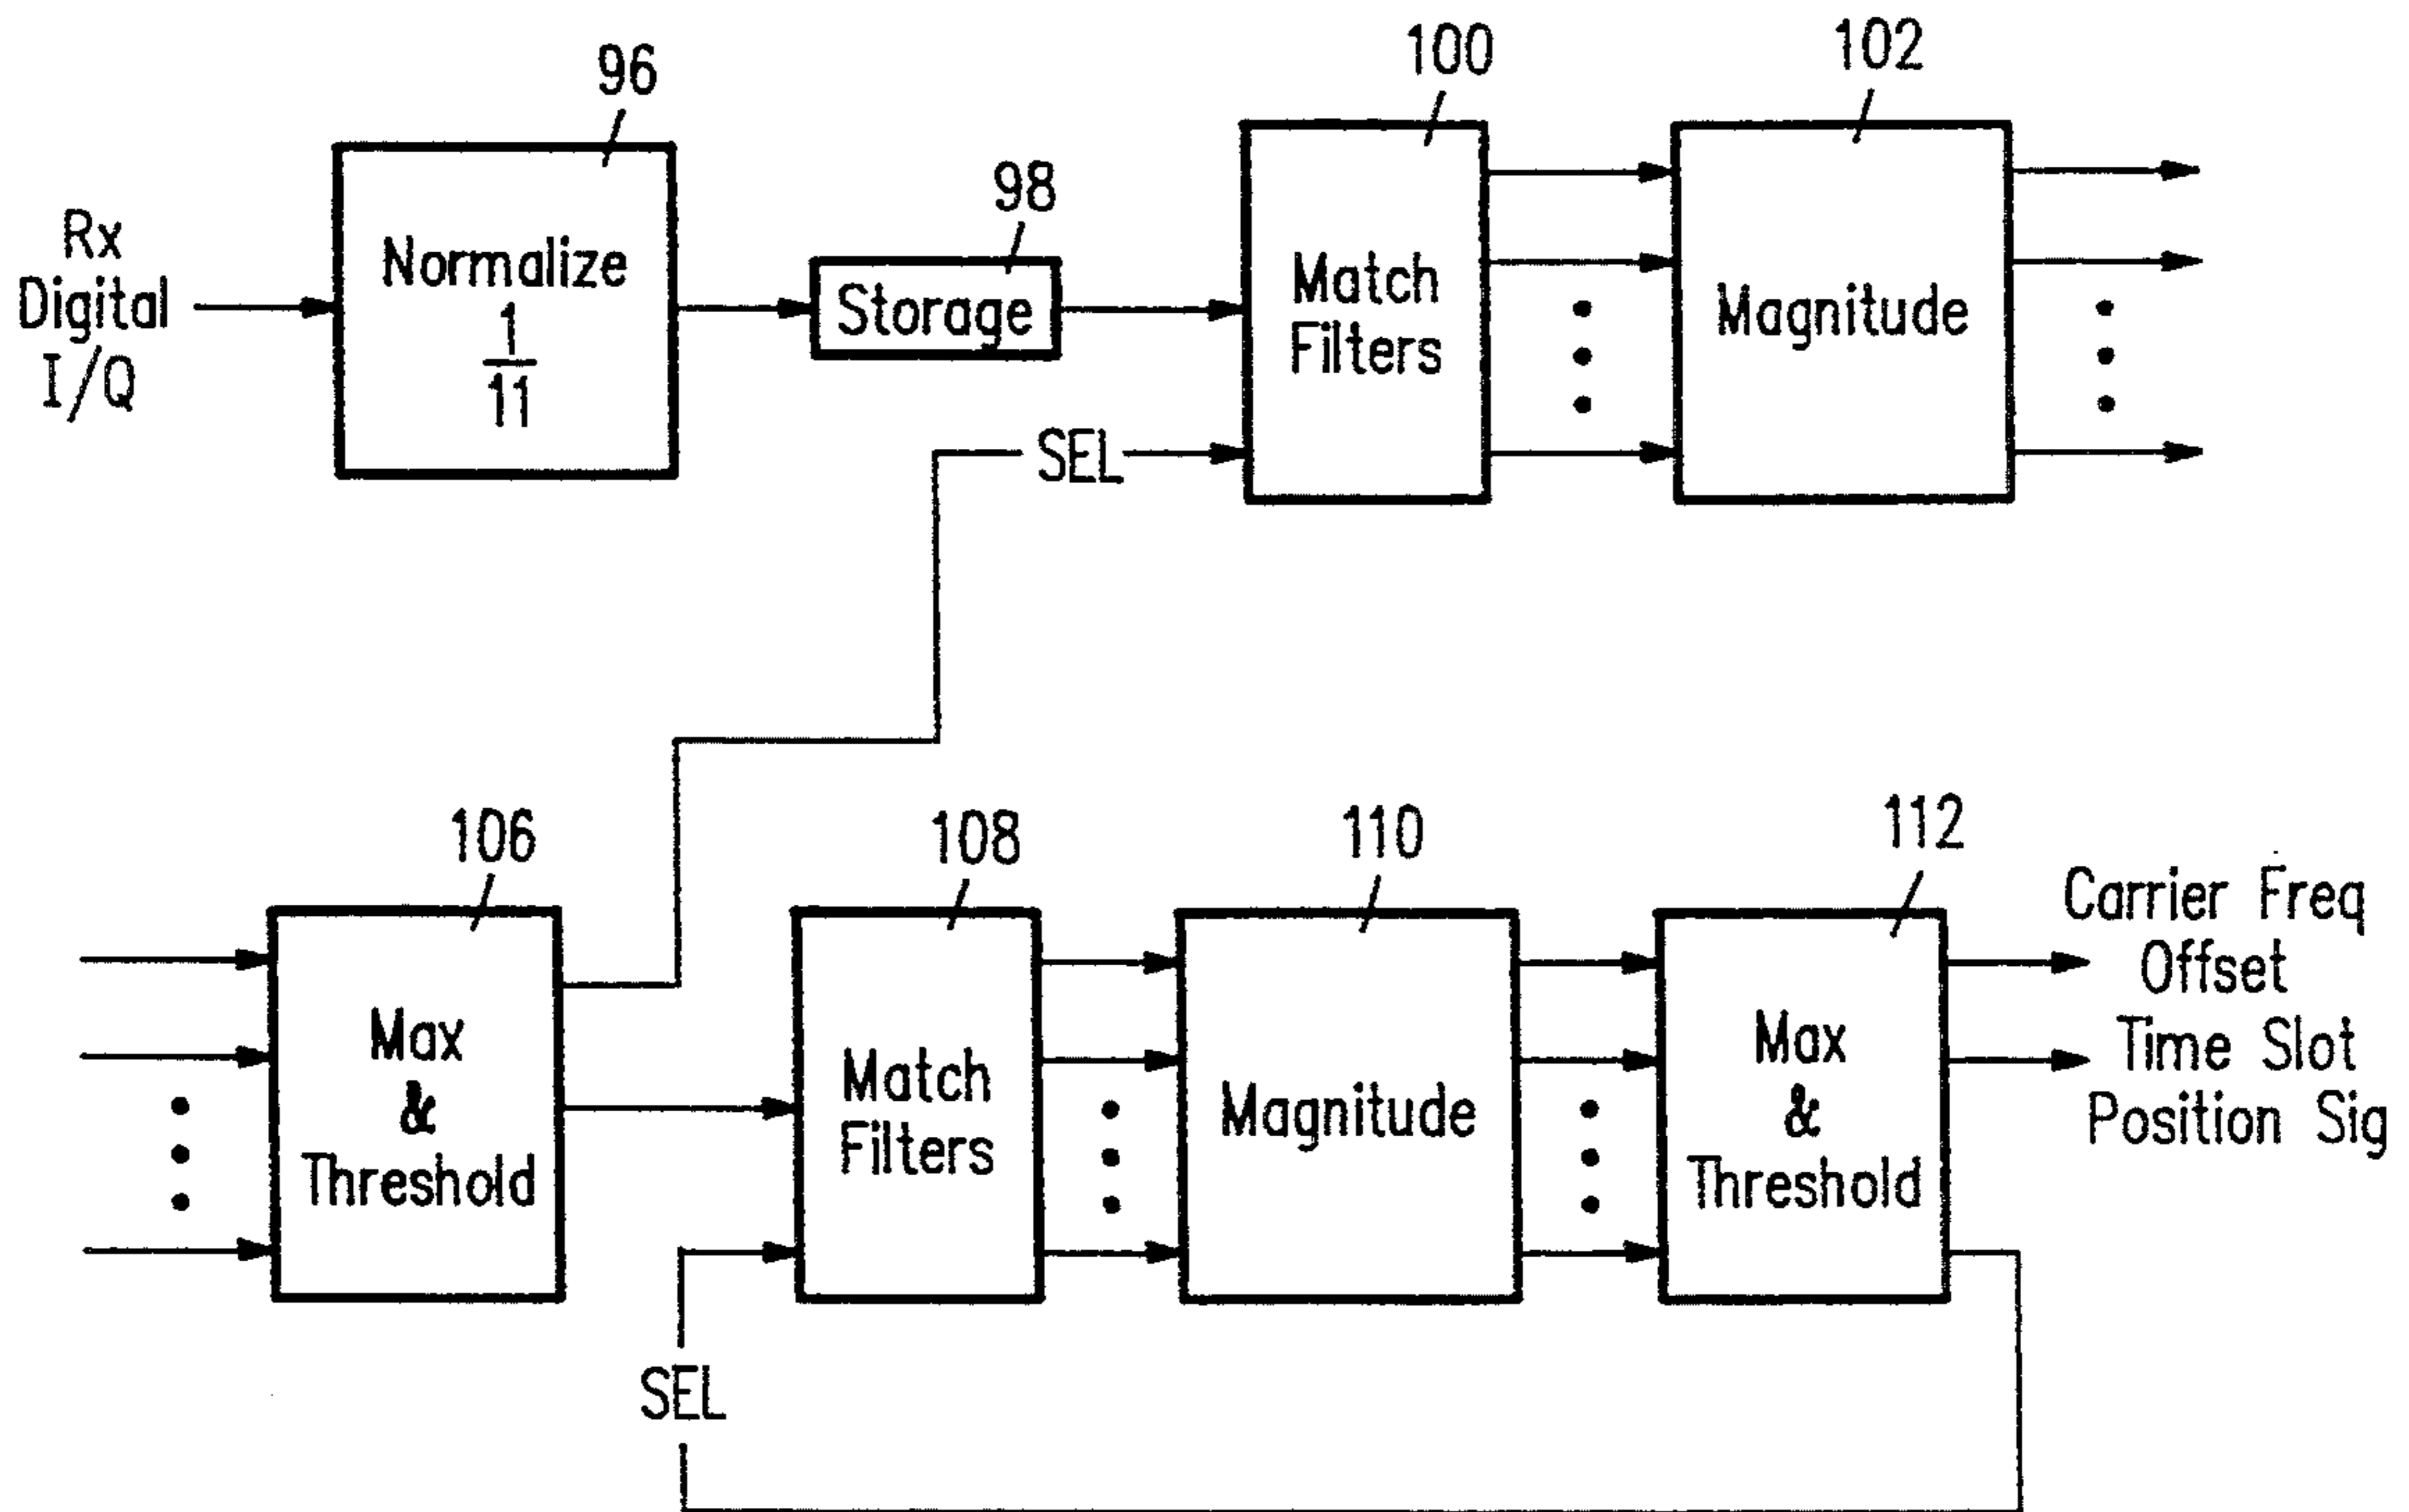 96
98
100
102
Rx
Digital
I/Q
Normalize
1
11
Storage
Match
Filters
Magnitude
SEL
106
108
110
112
Max
&
Threshold
Match
Filters
Magnitude
Max
&
Threshold
Carrier Freq
Offset
Time Slot
Position Sig
SEL